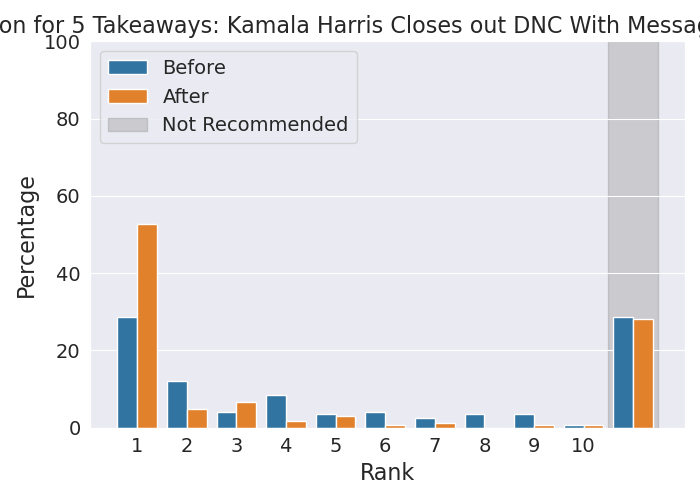 on for 5 Takeaways: Kamala Harris Closes out DNC With Messag
100
80
60
40
20
0
Percentage
Before
After
Not Recommended
1 2 3 4 5 6 7 8 9 10
Rank